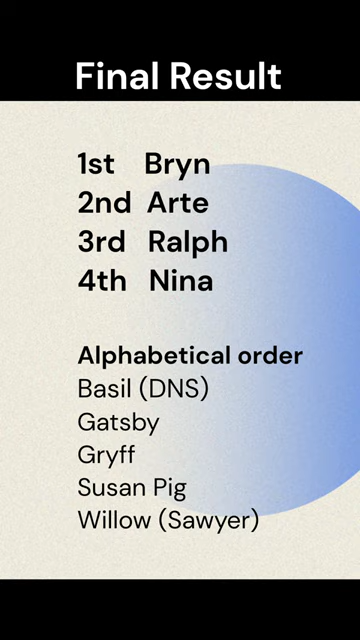 Final Result
1st Bryn
2nd Arte
3rd Ralph
4th Nina
Alphabetical order
Basil (DNS)
Gatsby
Gryff
Susan Pig
Willow (Sawyer)